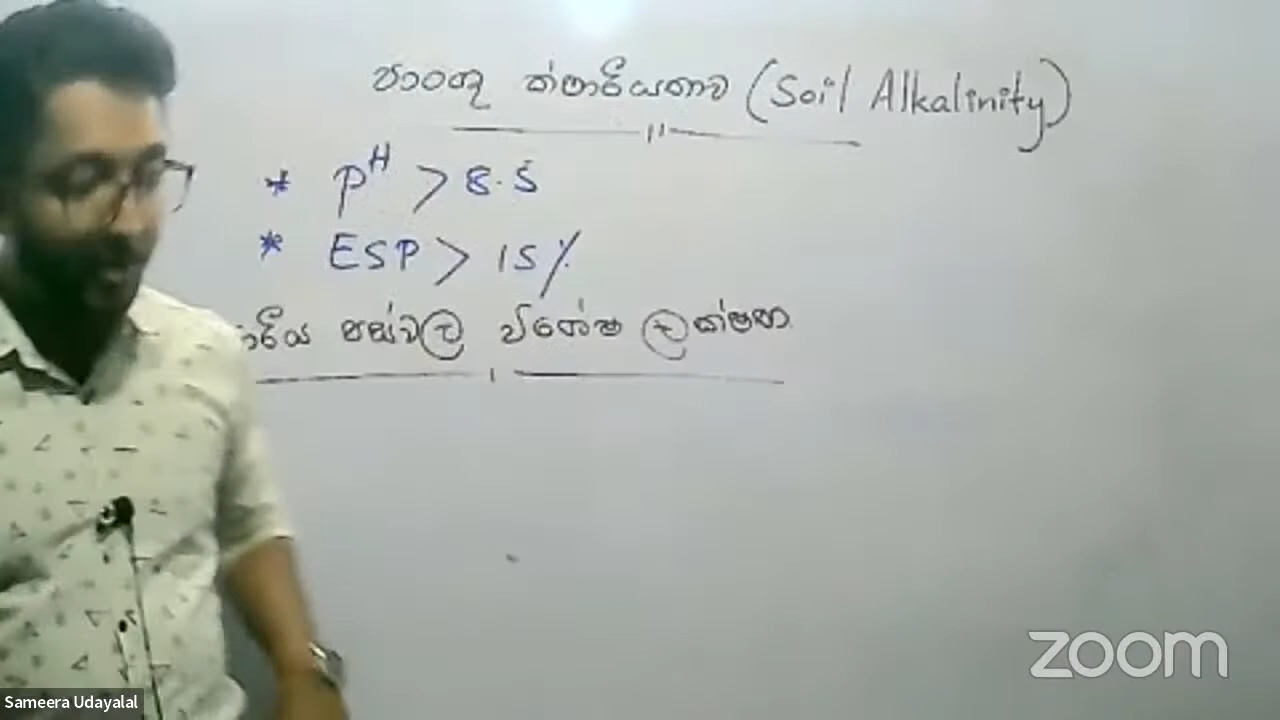 පාංශු ක්ෂාරීයතාව (Soil Alkalinity)
* pH > 8.5
* ESP > 15%
ාරීය පස්වල විශේෂ ලක්ෂණ
zoom
Sameera Udayalal